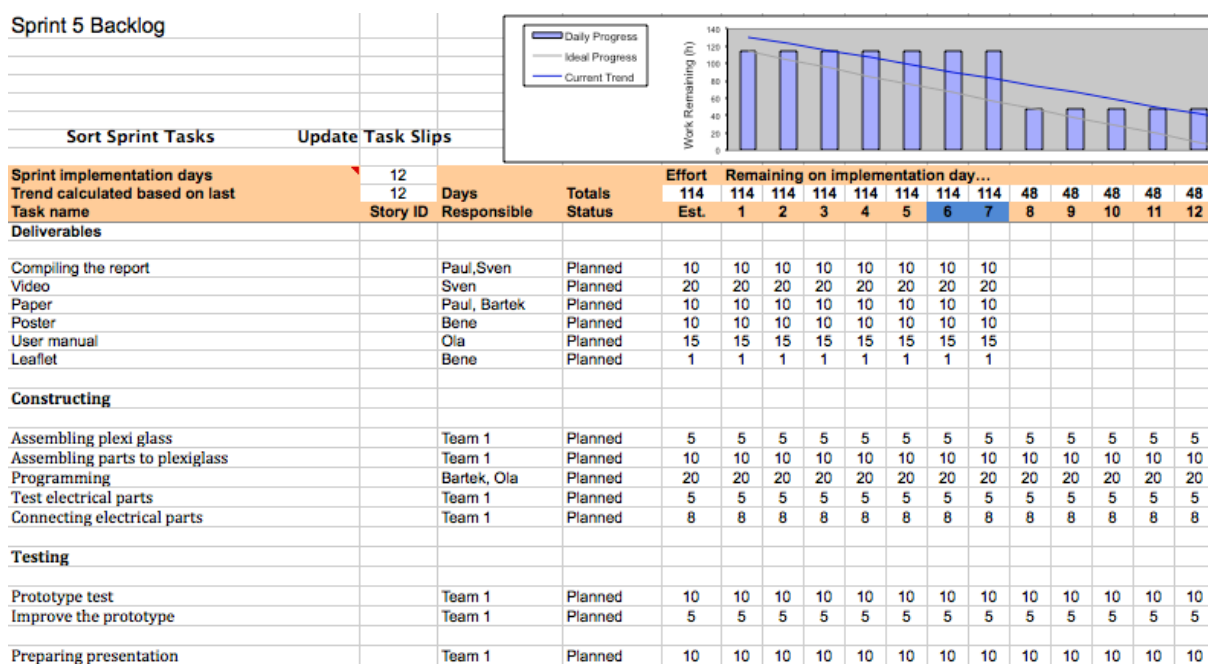 Sprint 5 Backlog
Daily Progress
Ideal Progress
Current Trend
Work Remaining (h)
140
120
100
80
60
40
20
0
Sort Sprint Tasks Update Task Slips
Sprint implementation days 12 Effort Remaining on implementation day...
Trend calculated based on last 12 Days Totals 114 114 114 114 114 114 114 114 48 48 48 48 48
Task name Story ID Responsible Status Est. 1 2 3 4 5 6 7 8 9 10 11 12
Deliverables
Compiling the report Paul,Sven Planned 10 10 10 10 10 10 10 10
Video Sven Planned 20 20 20 20 20 20 20 20
Paper Paul, Bartek Planned 10 10 10 10 10 10 10 10
Poster Bene Planned 10 10 10 10 10 10 10 10
User manual Ola Planned 15 15 15 15 15 15 15 15
Leaflet Bene Planned 1 1 1 1 1 1 1 1
Constructing
Assembling plexi glass Team 1 Planned 5 5 5 5 5 5 5 5 5 5 5 5 5
Assembling parts to plexiglass Team 1 Planned 10 10 10 10 10 10 10 10 10 10 10 10 10
Programming Bartek, Ola Planned 20 20 20 20 20 20 20 20 20 20 20 20 20
Test electrical parts Team 1 Planned 5 5 5 5 5 5 5 5 5 5 5 5 5
Connecting electrical parts Team 1 Planned 8 8 8 8 8 8 8 8 8 8 8 8 8
Testing
Prototype test Team 1 Planned 10 10 10 10 10 10 10 10 10 10 10 10 10
Improve the prototype Team 1 Planned 5 5 5 5 5 5 5 5 5 5 5 5 5
Preparing presentation Team 1 Planned 10 10 10 10 10 10 10 10 10 10 10 10 10